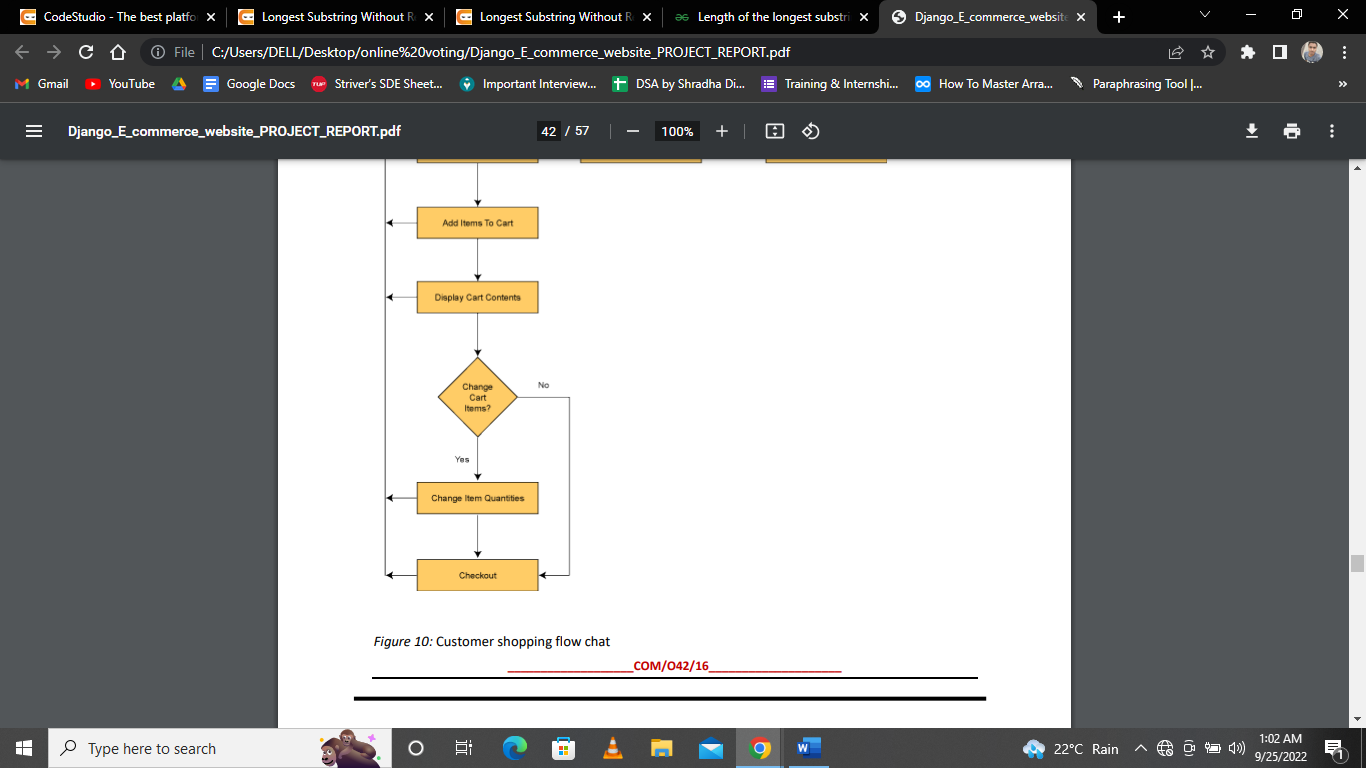 CodeStudio - The best platfo
Longest Substring Without R
Longest Substring Without R
Length of the longest substri
Django_E_commerce_website
File
C:/Users/DELL/Desktop/online%20voting/Django_E_commerce_website_PROJECT_REPORT.pdf
Gmail
YouTube
Google Docs
TUF
Striver's SDE Sheet...
Important Interview...
DSA by Shradha Di...
Training & Internshi...
How To Master Arra...
Paraphrasing Tool |...
»
Django_E_commerce_website_PROJECT_REPORT.pdf
42 / 57
100%
Add Items To Cart
Display Cart Contents
Change
Cart
Items?
No
Yes
Change Item Quantities
Checkout
Figure 10: Customer shopping flow chat
___________________COM/O42/16____________________
Type here to search
22°C Rain
1:02 AM
9/25/2022
1